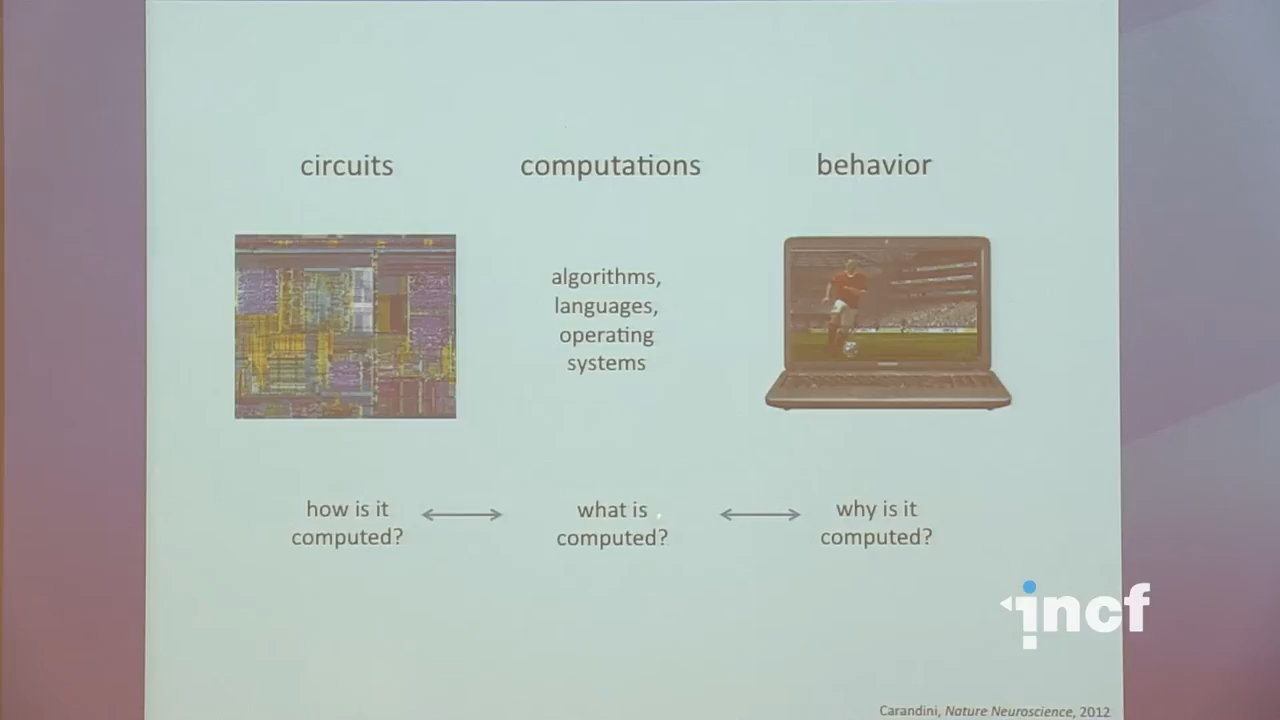 circuits
computations
behavior
algorithms,
languages,
operating
systems
how is it
computed?
what is
computed?
why is it
computed?
incf
Carandini, Nature Neuroscience, 2012